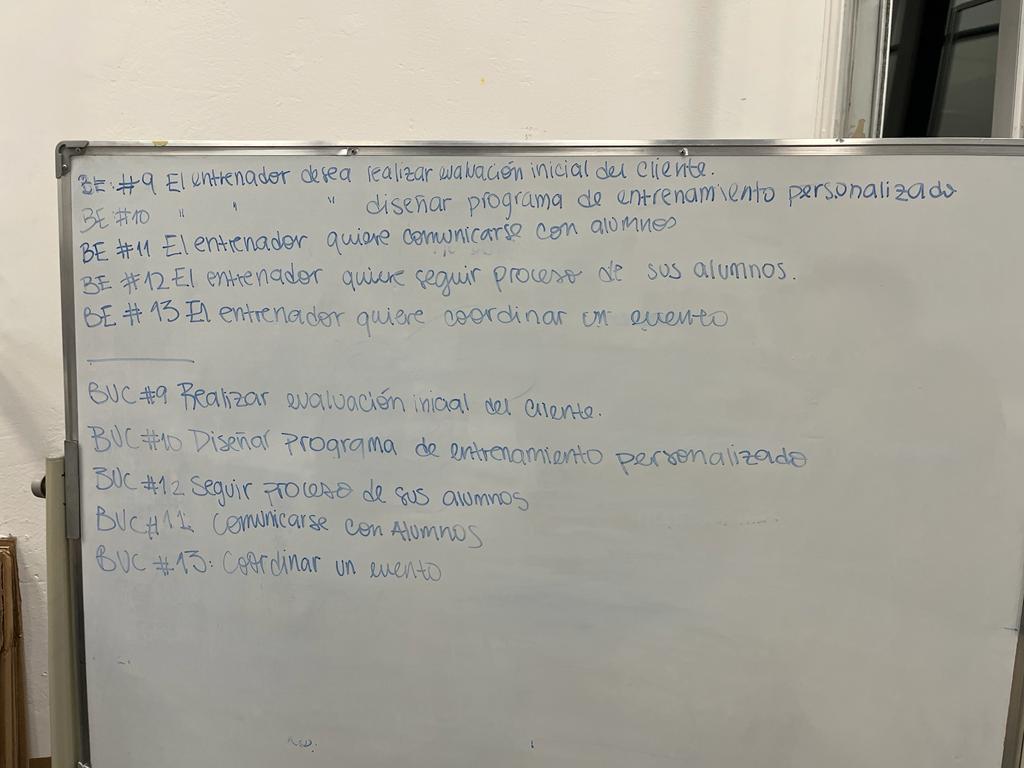 BE: #9 El entrenador desea realizar evaluación inicial del cliente.
BE #10 " " " diseñar programa de entrenamiento personalizado
BE #11 El entrenador quiere comunicarse con alumnos
BE #12 El entrenador quiere seguir proceso de sus alumnos.
BE #13 El entrenador quiere coordinar un evento
BUC #9 Realizar evaluación inicial del cliente.
BUC #10 Diseñar programa de entrenamiento personalizado
BUC #12 Seguir proceso de sus alumnos
BUC #11. Comunicarse con Alumnos
BUC #13: Coordinar un evento